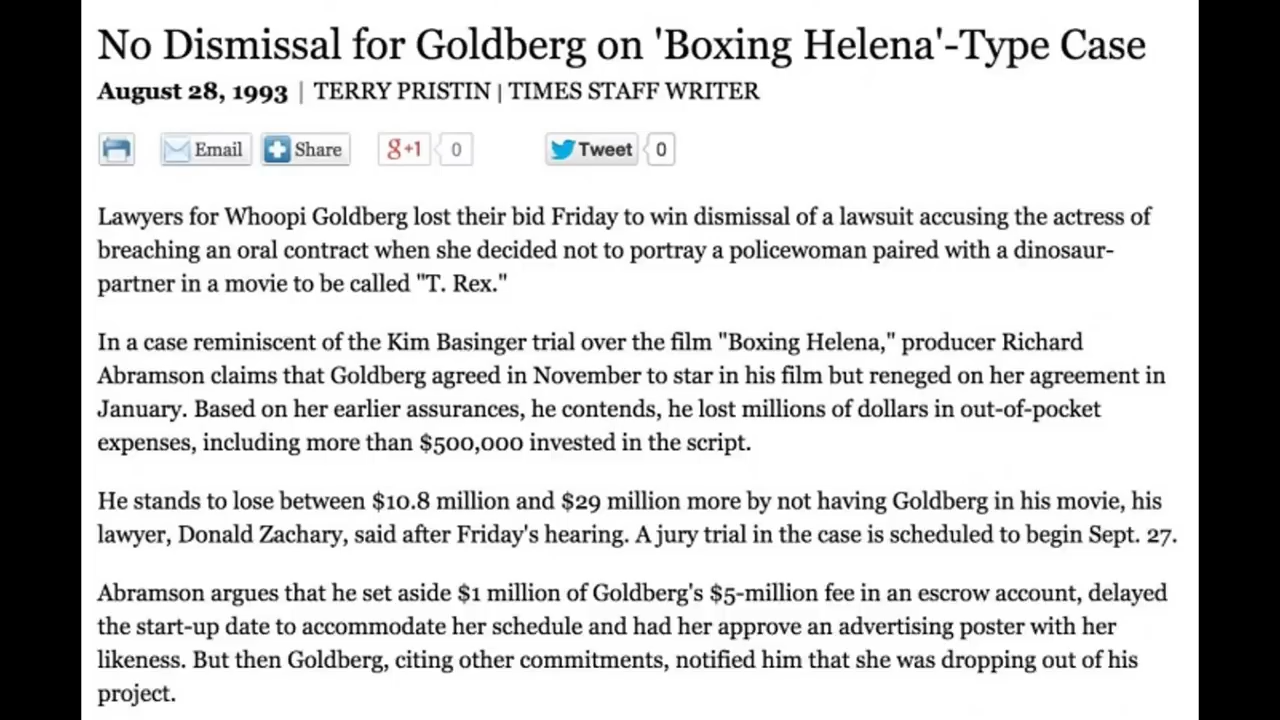 No Dismissal for Goldberg on 'Boxing Helena'-Type Case
August 28, 1993 | TERRY PRISTIN | TIMES STAFF WRITER
Email Share g+1 0 Tweet 0
Lawyers for Whoopi Goldberg lost their bid Friday to win dismissal of a lawsuit accusing the actress of
breaching an oral contract when she decided not to portray a policewoman paired with a dinosaur-
partner in a movie to be called "T. Rex."
In a case reminiscent of the Kim Basinger trial over the film "Boxing Helena," producer Richard
Abramson claims that Goldberg agreed in November to star in his film but reneged on her agreement in
January. Based on her earlier assurances, he contends, he lost millions of dollars in out-of-pocket
expenses, including more than $500,000 invested in the script.
He stands to lose between $10.8 million and $29 million more by not having Goldberg in his movie, his
lawyer, Donald Zachary, said after Friday's hearing. A jury trial in the case is scheduled to begin Sept. 27.
Abramson argues that he set aside $1 million of Goldberg's $5-million fee in an escrow account, delayed
the start-up date to accommodate her schedule and had her approve an advertising poster with her
likeness. But then Goldberg, citing other commitments, notified him that she was dropping out of his
project.